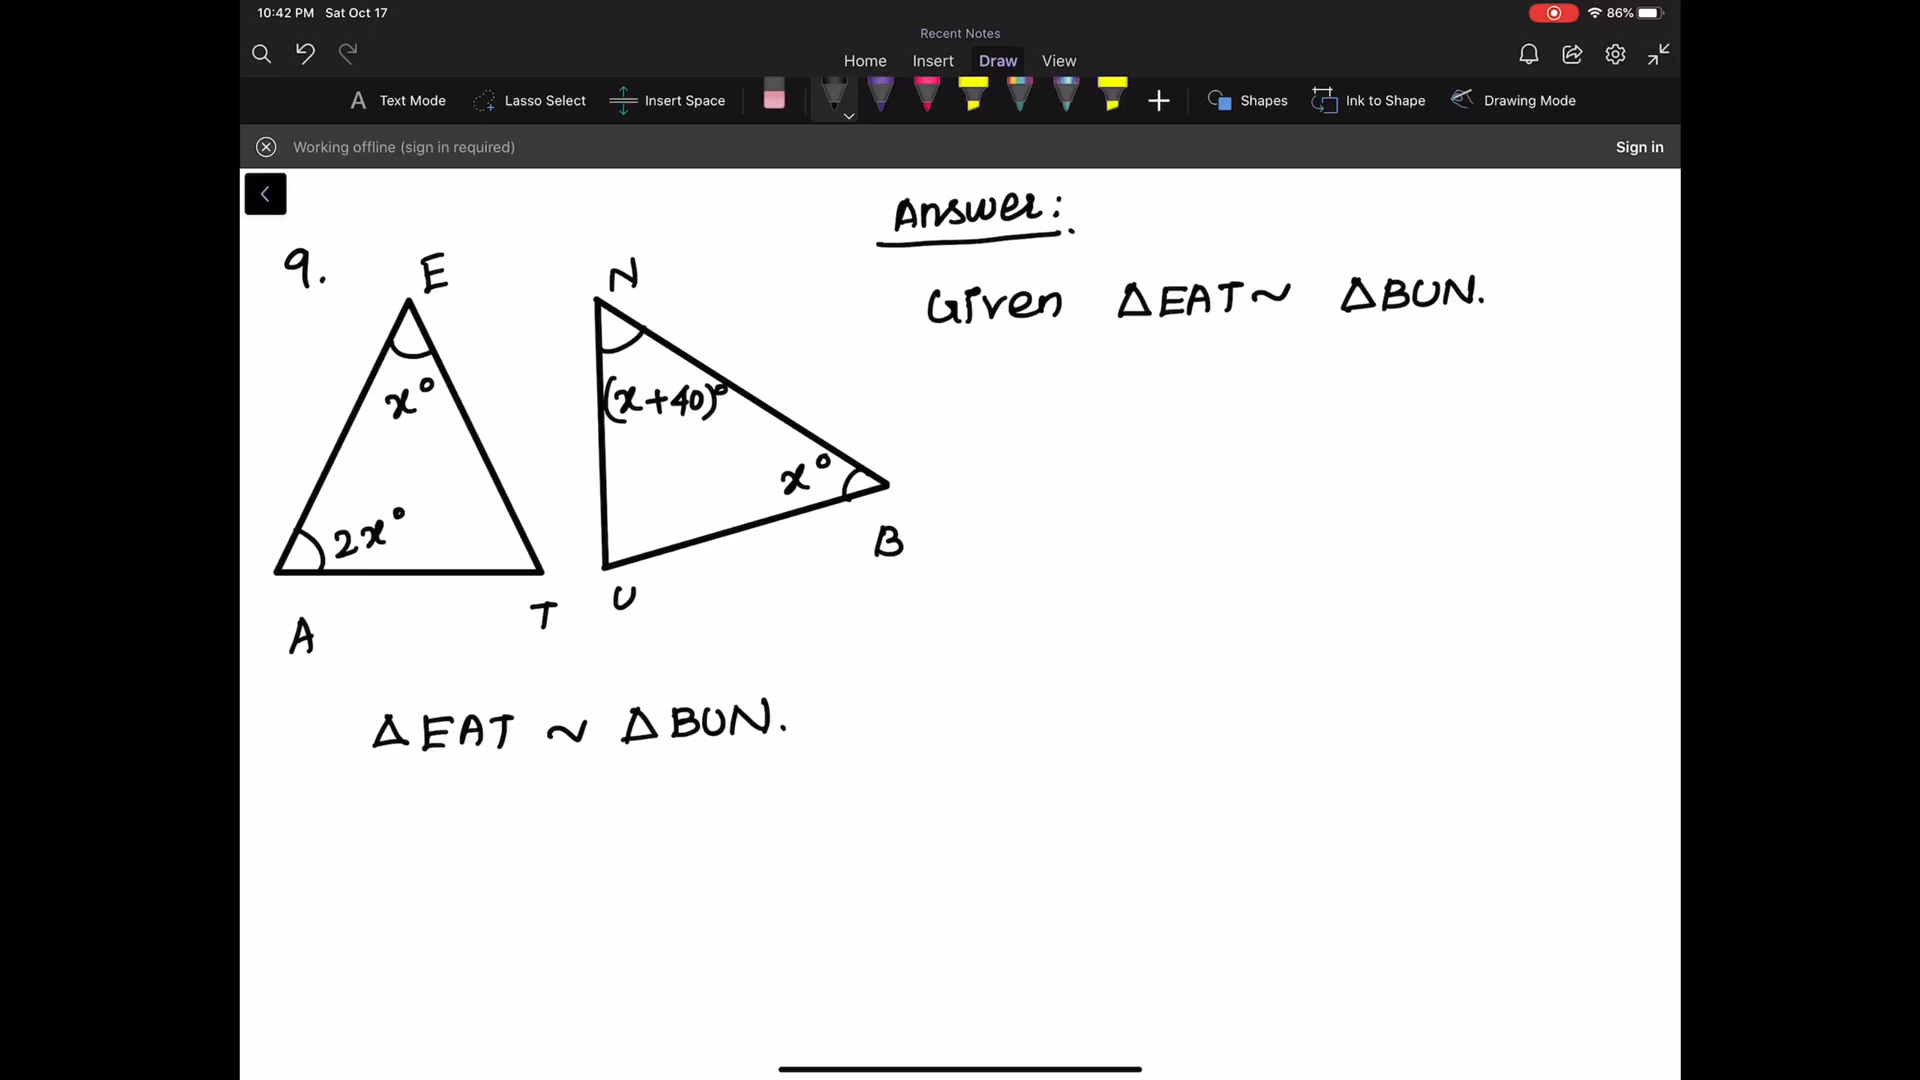 10:42 PM Sat Oct 17
86%
Recent Notes
Home Insert Draw View
Text Mode Lasso Select Insert Space Shapes Ink to Shape Drawing Mode
Working offline (sign in required) Sign in
Answer:
9.
E N
Given ΔEAT ~ ΔBUN.
x° (x+40)°
x°
2x°
B
A T U
ΔEAT ~ ΔBUN.